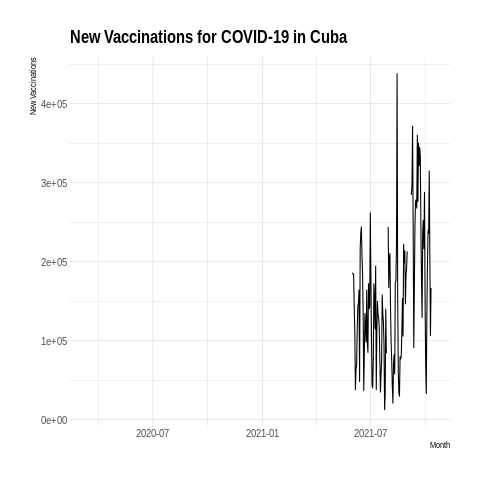 New Vaccinations for COVID-19 in Cuba
New Vaccinations
4e+05
3e+05
2e+05
1e+05
0e+00
2020-07
2021-01
2021-07
Month